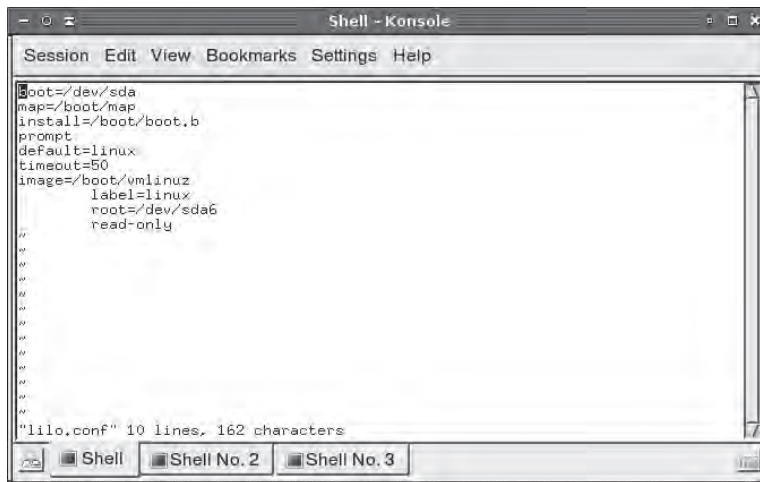 Shell - Konsole
Session Edit View Bookmarks Settings Help
boot=/dev/sda
map=/boot/map
install=/boot/boot.b
prompt
default=linux
timeout=50
image=/boot/vmlinuz
        label=linux
        root=/dev/sda6
        read-only
~
~
~
~
~
~
~
~
~
~
~
~
~
"lilo.conf" 10 lines, 162 characters
Shell Shell No. 2 Shell No. 3